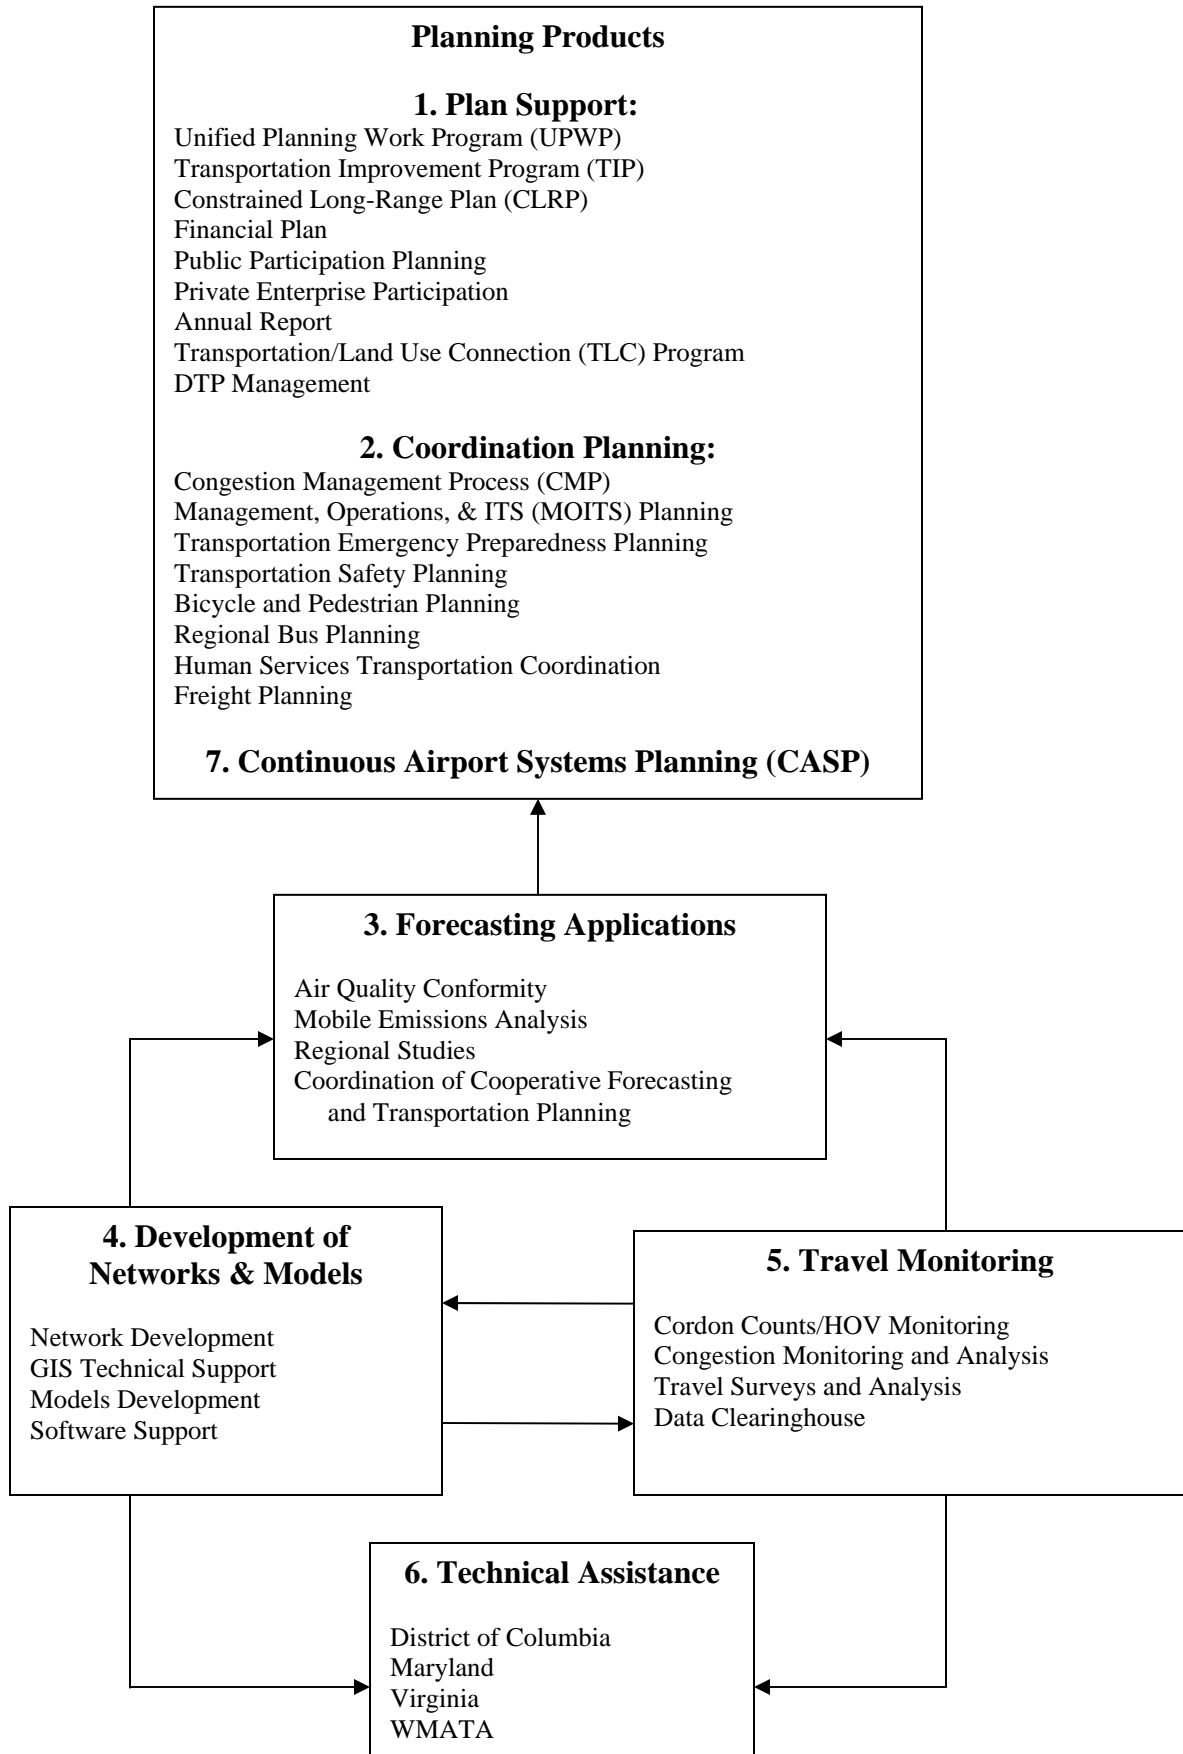 Planning Products
1. Plan Support:
Unified Planning Work Program (UPWP)
Transportation Improvement Program (TIP)
Constrained Long-Range Plan (CLRP)
Financial Plan
Public Participation Planning
Private Enterprise Participation
Annual Report
Transportation/Land Use Connection (TLC) Program
DTP Management
2. Coordination Planning:
Congestion Management Process (CMP)
Management, Operations, & ITS (MOITS) Planning
Transportation Emergency Preparedness Planning
Transportation Safety Planning
Bicycle and Pedestrian Planning
Regional Bus Planning
Human Services Transportation Coordination
Freight Planning
7. Continuous Airport Systems Planning (CASP)
3. Forecasting Applications
Air Quality Conformity
Mobile Emissions Analysis
Regional Studies
Coordination of Cooperative Forecasting
and Transportation Planning
4. Development of
Networks & Models
Network Development
GIS Technical Support
Models Development
Software Support
5. Travel Monitoring
Cordon Counts/HOV Monitoring
Congestion Monitoring and Analysis
Travel Surveys and Analysis
Data Clearinghouse
6. Technical Assistance
District of Columbia
Maryland
Virginia
WMATA